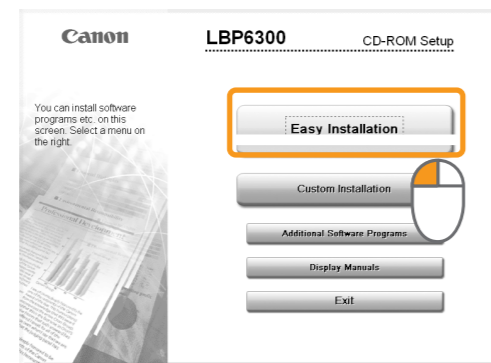 Canon
LBP6300
CD-ROM Setup
You can install software
programs etc. on this
screen. Select a menu on
the right.
Easy Installation
Custom Installation
Additional Software Programs
Display Manuals
Exit